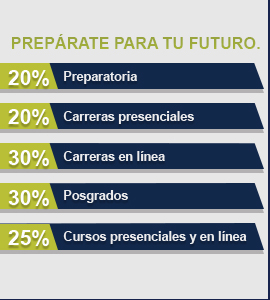 PREPÁRATE PARA TU FUTURO.
20% Preparatoria
20% Carreras presenciales
30% Carreras en línea
30% Posgrados
25% Cursos presenciales y en línea